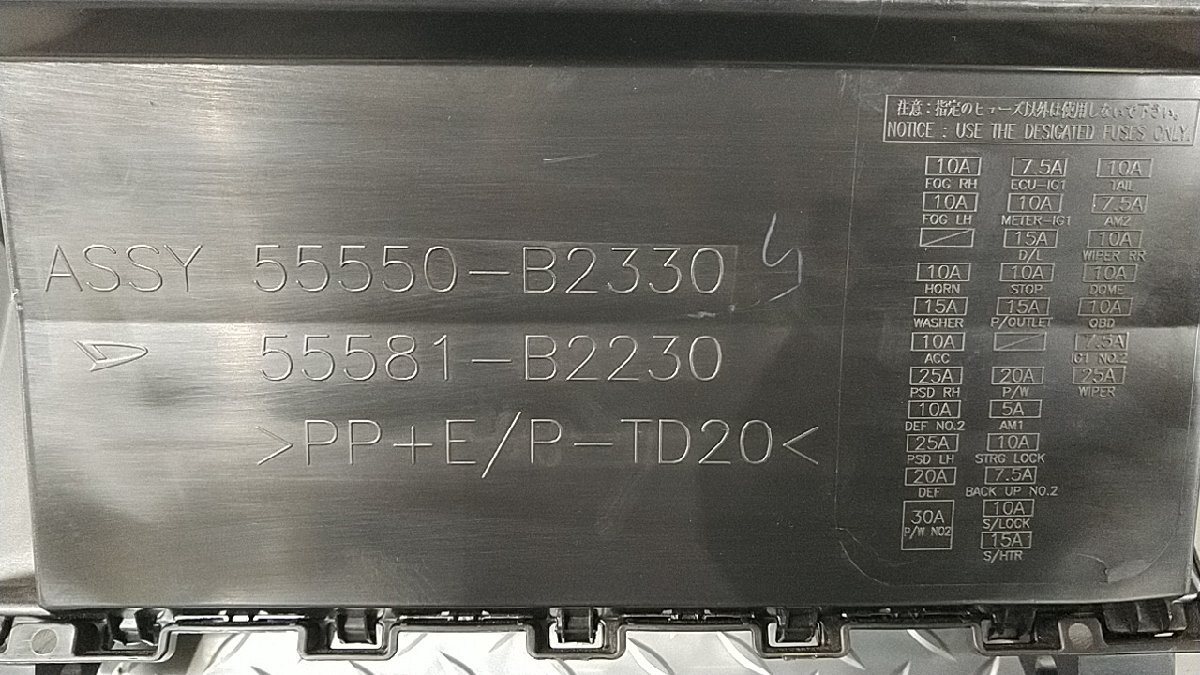 注意：指定のヒューズ以外は使用しないで下さい。
NOTICE : USE THE DESIGATED FUSES ONLY.
ASSY 55550-B2330
55581-B2230
>PP+E/P-TD20<
10A 7.5A 10A
FOG RH ECU-IG1 TAIL
10A 10A 7.5A
FOG LH METER-IG1 AM2
15A 10A
D/L WIPER RR
10A 10A 10A
HORN STOP DOME
15A 15A 10A
WASHER P/OUTLET OBD
10A 7.5A
ACC IG1 NO.2
25A 20A 25A
PSD RH P/W WIPER
10A 5A
DEF NO.2 AM1
25A 10A
PSD LH STRG LOCK
20A 7.5A
DEF BACK UP NO.2
30A 10A
P/W NO2 S/LOCK
15A
S/HTR